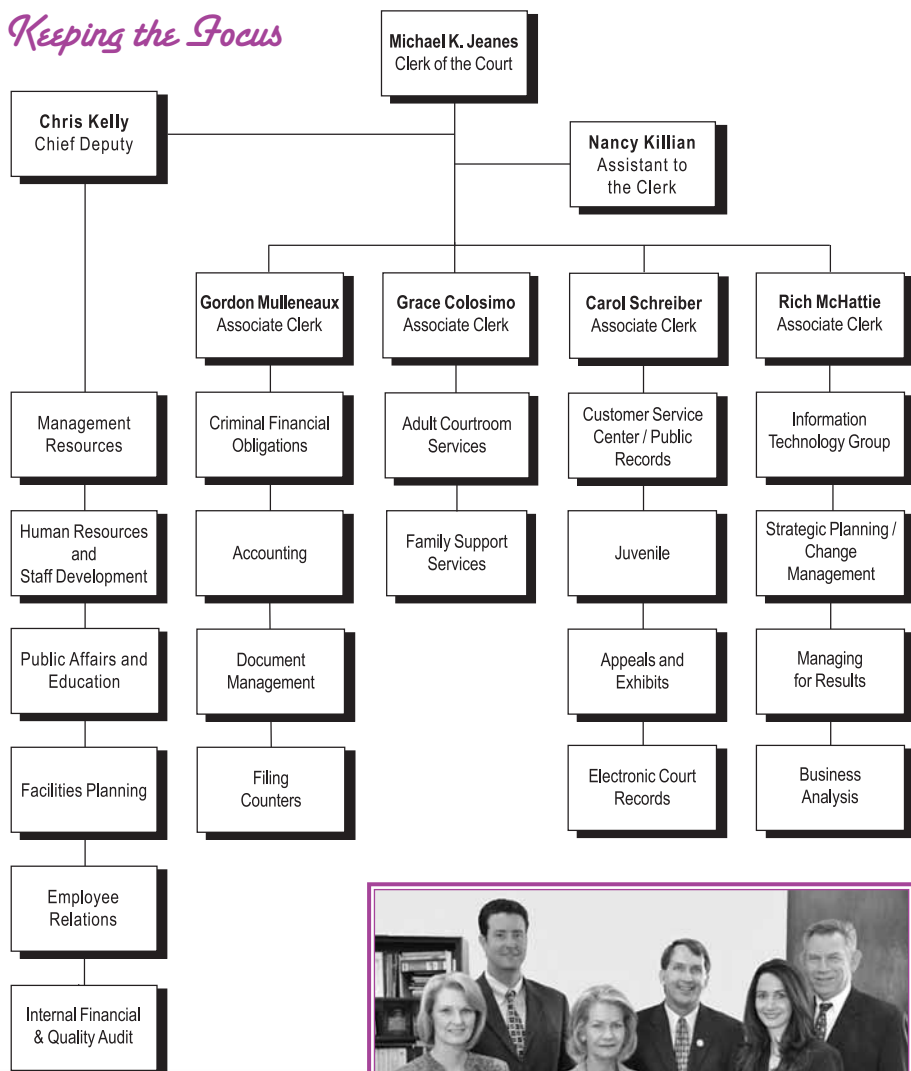 Keeping the Focus
Michael K. Jeanes
Clerk of the Court
Chris Kelly
Chief Deputy
Nancy Killian
Assistant to
the Clerk
Gordon Mulleneaux
Associate Clerk
Grace Colosimo
Associate Clerk
Carol Schreiber
Associate Clerk
Rich McHattie
Associate Clerk
Management
Resources
Human Resources
and
Staff Development
Public Affairs and
Education
Facilities Planning
Employee
Relations
Internal Financial
& Quality Audit
Criminal Financial
Obligations
Accounting
Document
Management
Filing
Counters
Adult Courtroom
Services
Family Support
Services
Customer Service
Center / Public
Records
Juvenile
Appeals and
Exhibits
Electronic Court
Records
Information
Technology Group
Strategic Planning /
Change
Management
Managing
for Results
Business
Analysis